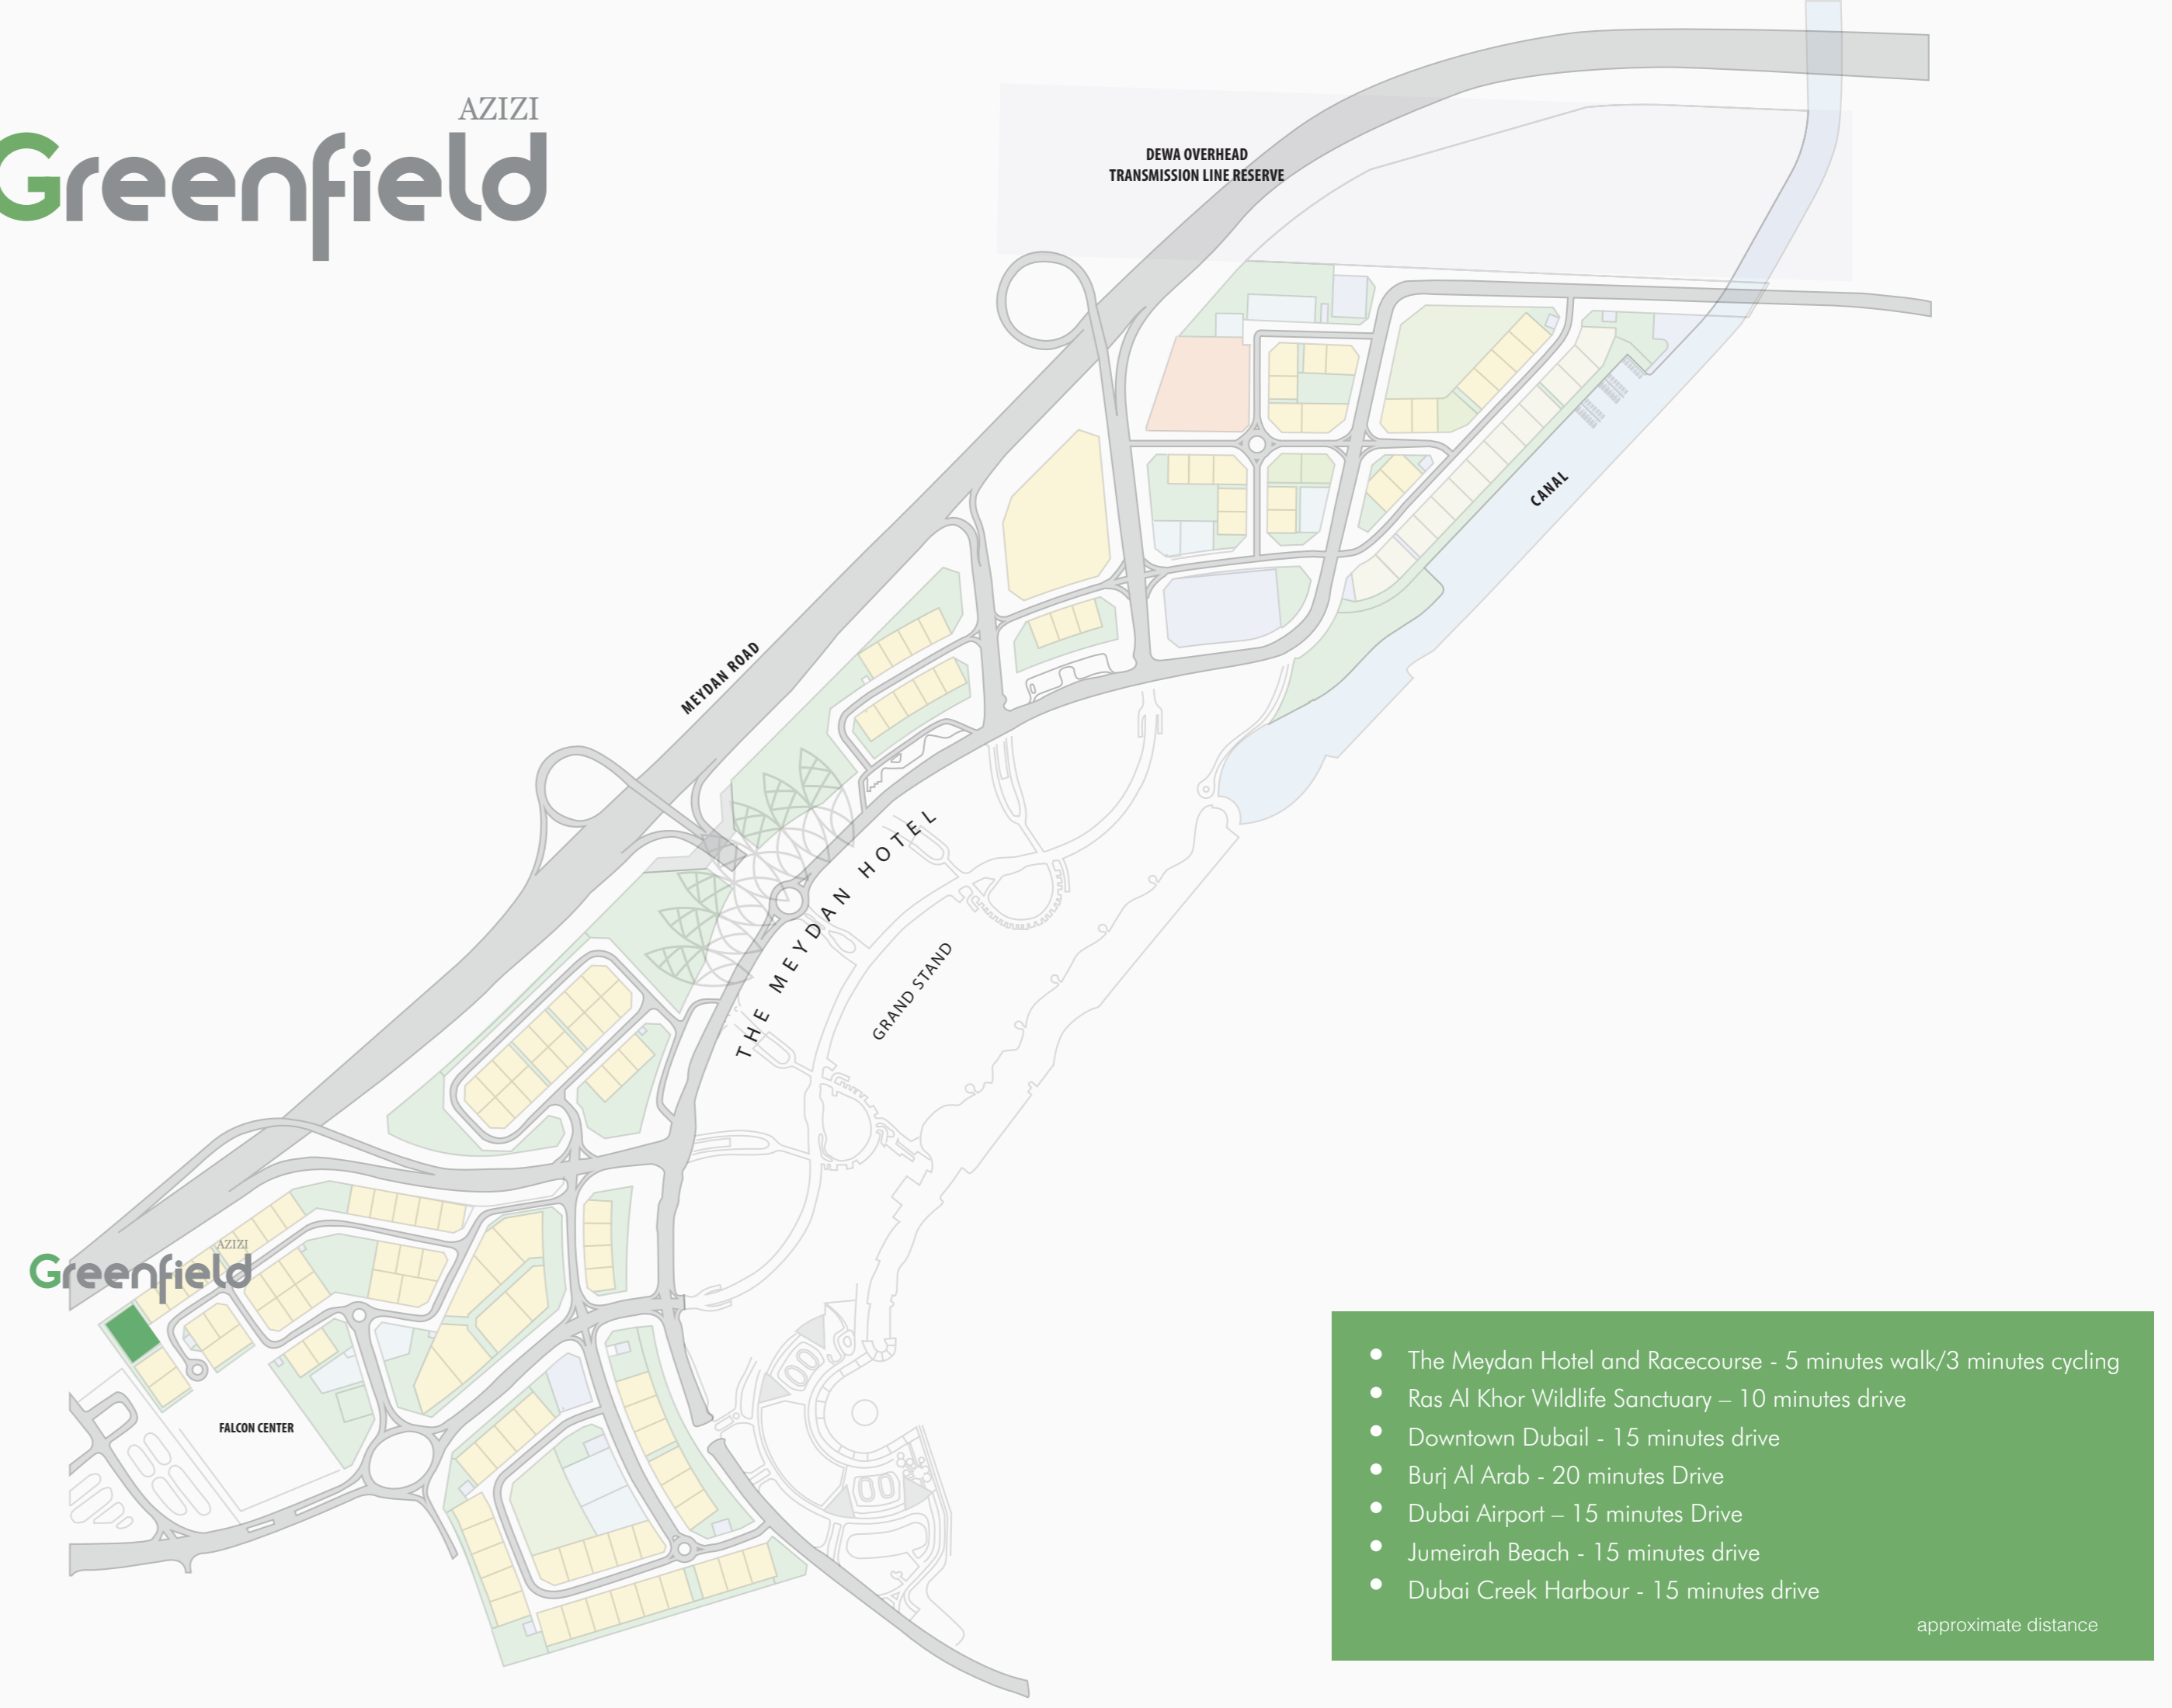 AZIZI
Greenfield
DEWA OVERHEAD
TRANSMISSION LINE RESERVE
CANAL
MEYDAN ROAD
THE MEYDAN HOTEL
GRAND STAND
AZIZI
Greenfield
FALCON CENTER
• The Meydan Hotel and Racecourse - 5 minutes walk/3 minutes cycling
• Ras Al Khor Wildlife Sanctuary – 10 minutes drive
• Downtown Dubail - 15 minutes drive
• Burj Al Arab - 20 minutes Drive
• Dubai Airport – 15 minutes Drive
• Jumeirah Beach - 15 minutes drive
• Dubai Creek Harbour - 15 minutes drive
approximate distance